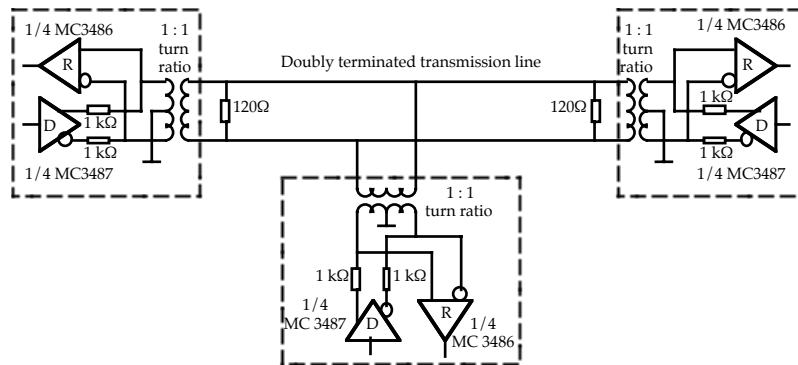 1/4 MC3486
1 : 1
turn
ratio
R
D
1 kΩ
1 kΩ
1/4 MC3487
Doubly terminated transmission line
120Ω
120Ω
1 : 1
turn
ratio
1/4 MC3486
R
1 kΩ
D
1 kΩ
1/4 MC3487
1 : 1
turn ratio
1 kΩ
1 kΩ
1/4
MC 3487
D
R
1/4
MC 3486